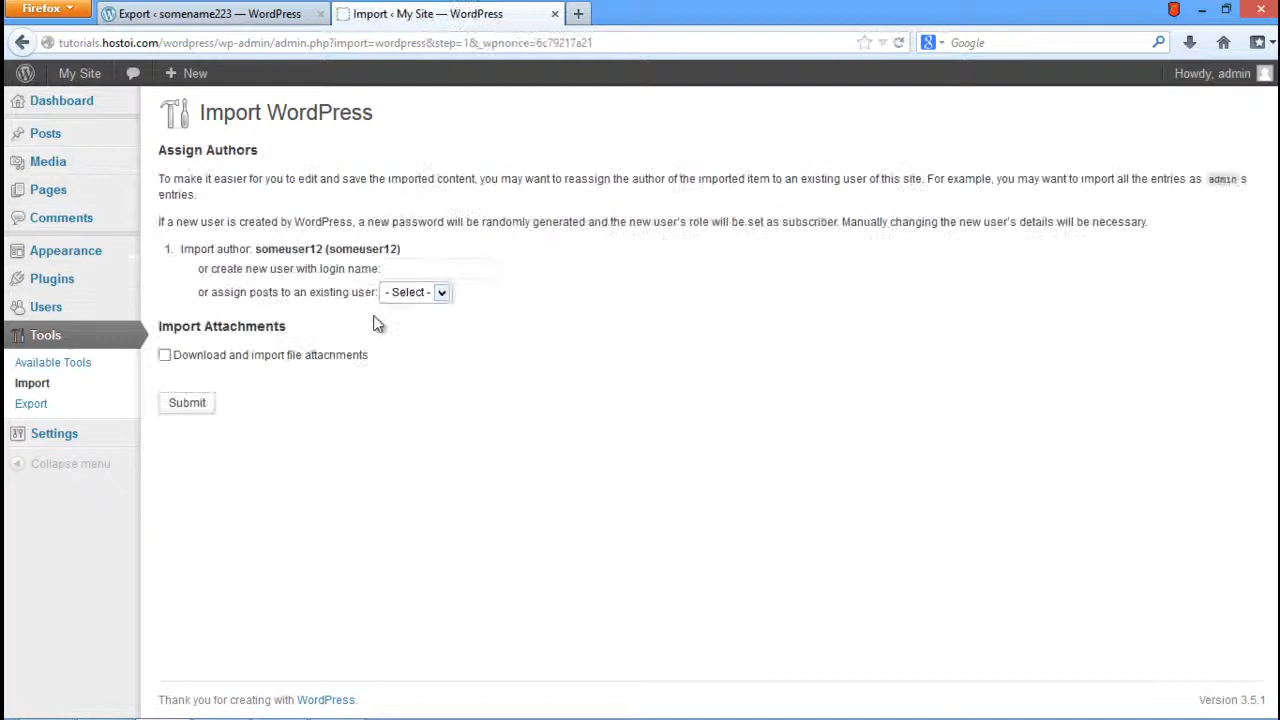 Firefox
Export ‹ somename223 — WordPress
Import ‹ My Site — WordPress
tutorials.hostoi.com/wordpress/wp-admin/admin.php?import=wordpress&step=1&_wpnonce=6c79217a21
Google
My Site
New
Howdy, admin
Dashboard
Posts
Media
Pages
Comments
Appearance
Plugins
Users
Tools
Available Tools
Import
Export
Settings
Collapse menu
Import WordPress
Assign Authors
To make it easier for you to edit and save the imported content, you may want to reassign the author of the imported item to an existing user of this site. For example, you may want to import all the entries as admin s
entries.
If a new user is created by WordPress, a new password will be randomly generated and the new user's role will be set as subscriber. Manually changing the new user's details will be necessary.
1. Import author: someuser12 (someuser12)
or create new user with login name:
or assign posts to an existing user: - Select -
Import Attachments
Download and import file attachments
Submit
Thank you for creating with WordPress.
Version 3.5.1